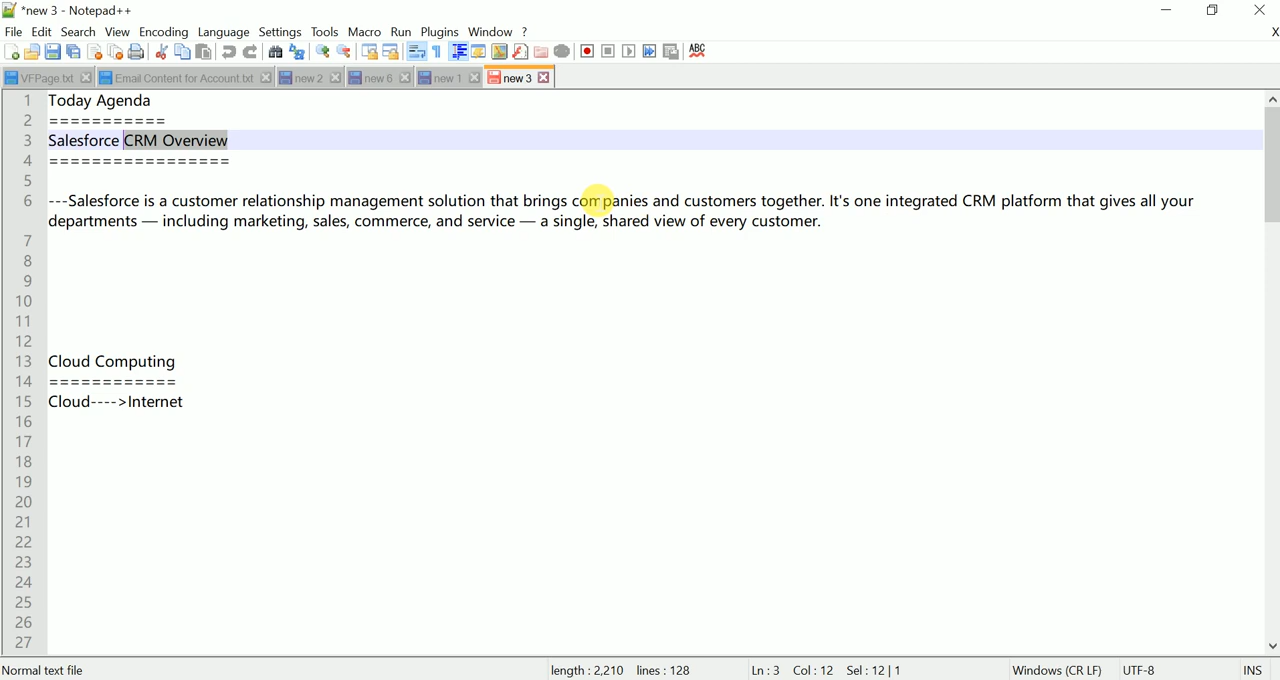 *new 3 - Notepad++
File Edit Search View Encoding Language Settings Tools Macro Run Plugins Window ? X
ABC
VFPage.txt Email Content for Account.txt new 2 new 6 new 1 new 3
1 Today Agenda
2 ===========
3 Salesforce CRM Overview
4 =================
5
6 ---Salesforce is a customer relationship management solution that brings companies and customers together. It's one integrated CRM platform that gives all your
departments — including marketing, sales, commerce, and service — a single, shared view of every customer.
7
8
9
10
11
12
13 Cloud Computing
14 ============
15 Cloud---->Internet
16
17
18
19
20
21
22
23
24
25
26
27
Normal text file length : 2,210 lines : 128 Ln : 3 Col : 12 Sel : 12 | 1 Windows (CR LF) UTF-8 INS